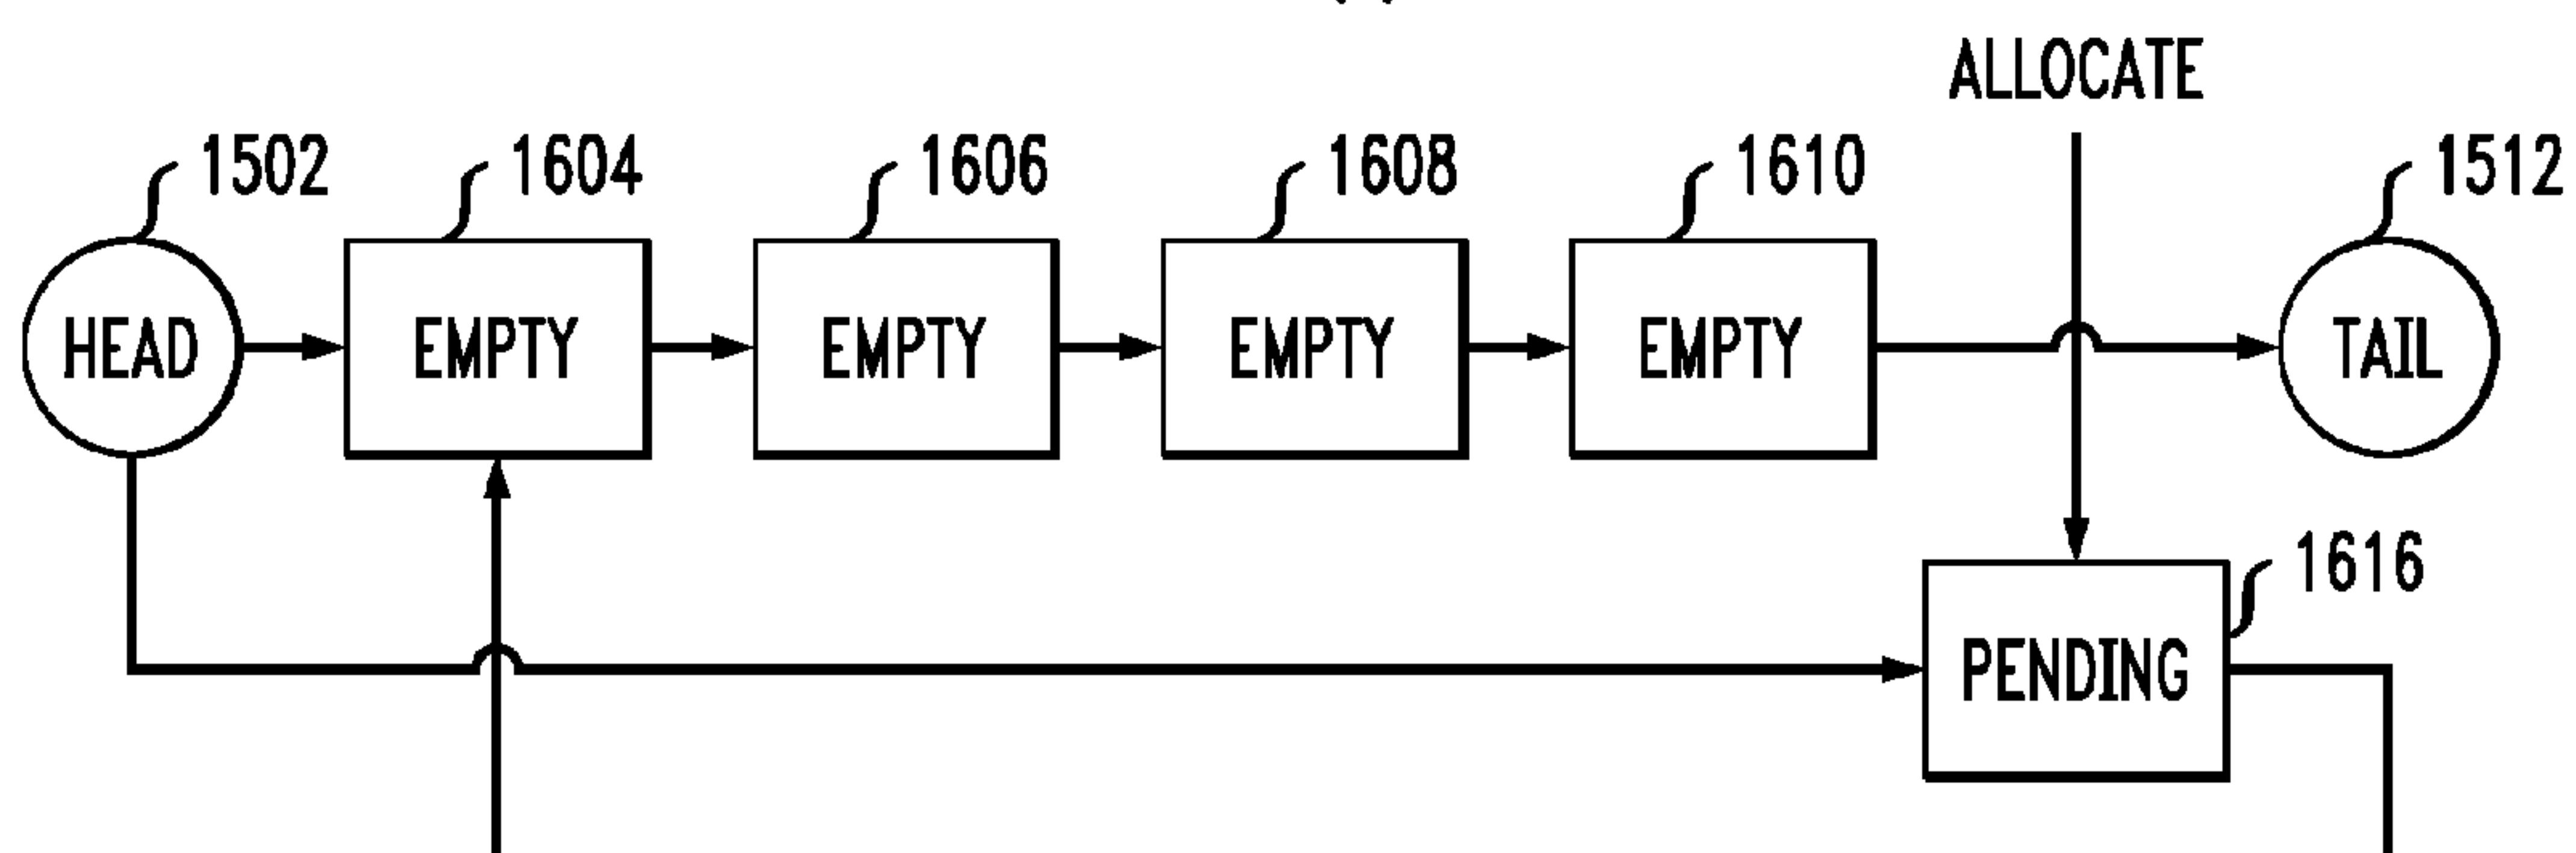 ALLOCATE
1502 1604 1606 1608 1610 1512
HEAD EMPTY EMPTY EMPTY EMPTY TAIL
1616
PENDING